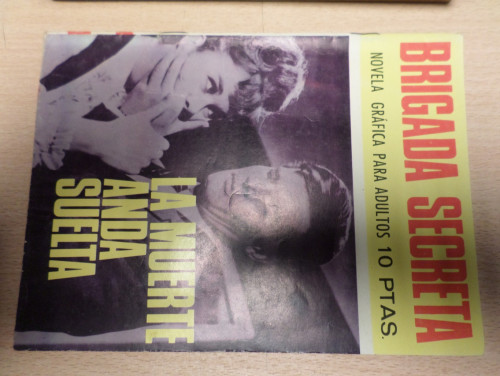 BRIGADA SECRETA
NOVELA GRÁFICA PARA ADULTOS 10 PTAS.
LA MUERTE
ANDA
SUELTA